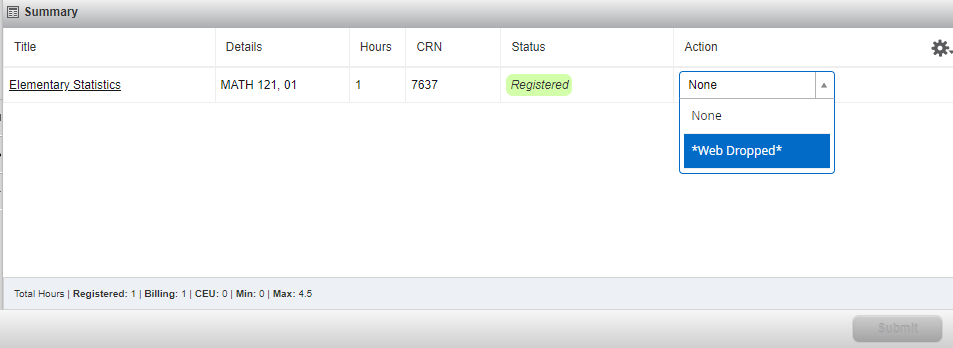 Summary
Title Details Hours CRN Status Action
Elementary Statistics MATH 121, 01 1 7637 Registered None
None
*Web Dropped*
Total Hours | Registered: 1 | Billing: 1 | CEU: 0 | Min: 0 | Max: 4.5
Submit